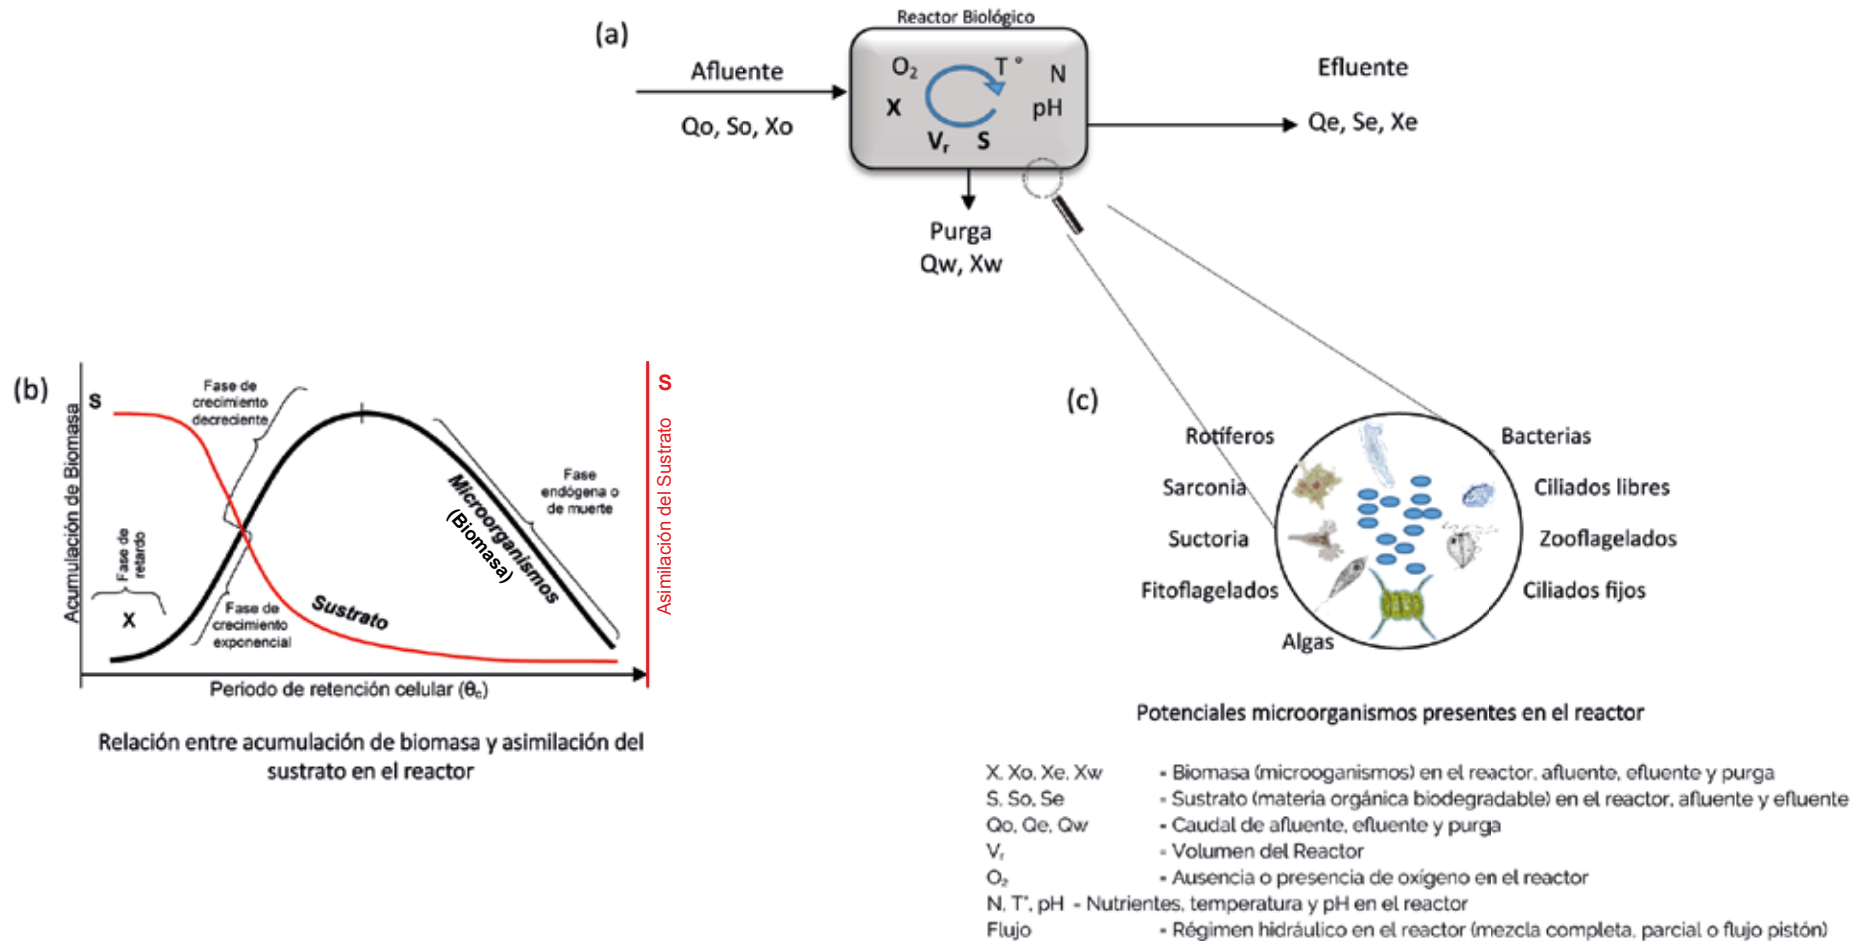 (a)
Reactor Biológico
Afluente
Qo, So, Xo
O₂
T °
N
X
pH
Vᵣ
S
Efluente
Qe, Se, Xe
Purga
Qw, Xw
(b)
Acumulación de Biomasa
S
Fase de
crecimiento
decreciente
Fase de
retardo
X
Fase de
crecimiento
exponencial
Sustrato
Microorganismos
(Biomasa)
Fase
endógena o
de muerte
S
Asimilación del Sustrato
Periodo de retención celular (θc)
Relación entre acumulación de biomasa y asimilación del
sustrato en el reactor
(c)
Rotíferos
Sarconia
Suctoria
Fitoflagelados
Algas
Bacterias
Ciliados libres
Zooflagelados
Ciliados fijos
Potenciales microorganismos presentes en el reactor
X, Xo, Xe, Xw - Biomasa (microoganismos) en el reactor, afluente, efluente y purga
S, So, Se - Sustrato (materia orgánica biodegradable) en el reactor, afluente y efluente
Qo, Qe, Qw - Caudal de afluente, efluente y purga
Vᵣ - Volumen del Reactor
O₂ - Ausencia o presencia de oxígeno en el reactor
N, T°, pH - Nutrientes, temperatura y pH en el reactor
Flujo - Régimen hidráulico en el reactor (mezcla completa, parcial o flujo pistón)